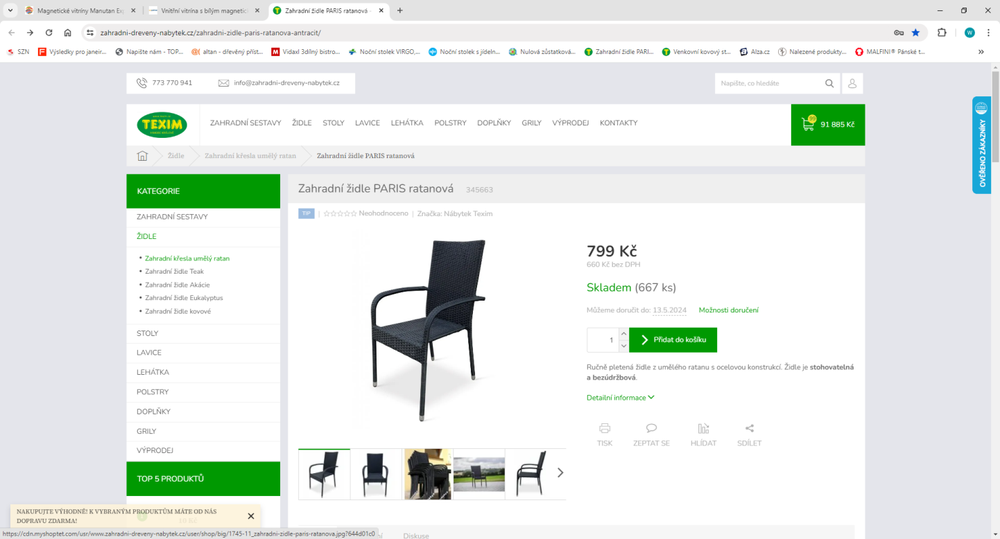 Magnetické vitríny Manutan Exp
Vnitřní vitrína s bílým magnetic
Zahradní židle PARIS ratanová -
zahradni-dreveny-nabytek.cz/zahradni-zidle-paris-ratanova-antracit/
W
SZN
Výsledky pro janeir...
Napište nám - TOP...
altan - dřevěný příst...
Vidaxl 3dílný bistro...
Noční stolek VIRGO,...
Noční stolek s jídeln...
Nulová zůstatková...
Zahradní židle PARI...
Venkovní kovový st...
Alza.cz
Nalezené produkty...
MALFINI® Pánské t...
773 770 941
info@zahradni-dreveny-nabytek.cz
Napište, co hledáte
TEXIM
ZAHRADNÍ SESTAVY ŽIDLE STOLY LAVICE LEHÁTKA POLSTRY DOPLŇKY GRILY VÝPRODEJ KONTAKTY
99
91 885 Kč
OVĚŘENO ZÁKAZNÍKY
Židle
Zahradní křesla umělý ratan
Zahradní židle PARIS ratanová
KATEGORIE
ZAHRADNÍ SESTAVY
ŽIDLE
• Zahradní křesla umělý ratan
• Zahradní židle Teak
• Zahradní židle Akácie
• Zahradní židle Eukalyptus
• Zahradní židle kovové
STOLY
LAVICE
LEHÁTKA
POLSTRY
DOPLŇKY
GRILY
VÝPRODEJ
TOP 5 PRODUKTŮ
Zahradní židle PARIS ratanová 345663
TIP | Neohodnoceno | Značka: Nábytek Texim
799 Kč
660 Kč bez DPH
Skladem (667 ks)
Můžeme doručit do: 13.5.2024 Možnosti doručení
1
Přidat do košíku
Ručně pletená židle z umělého ratanu s ocelovou konstrukcí. Židle je stohovatelná
a bezúdržbová.
Detailní informace
TISK ZEPTAT SE HLÍDAT SDÍLET
NAKUPUJTE VÝHODNĚ! K VYBRANÝM PRODUKTŮM MÁTE OD NÁS
DOPRAVU ZDARMA!
10 Kč
https://cdn.myshoptet.com/usr/www.zahradni-dreveny-nabytek.cz/user/shop/big/1745-11_zahradni-zidle-paris-ratanova.jpg?644d01c0
Diskuse